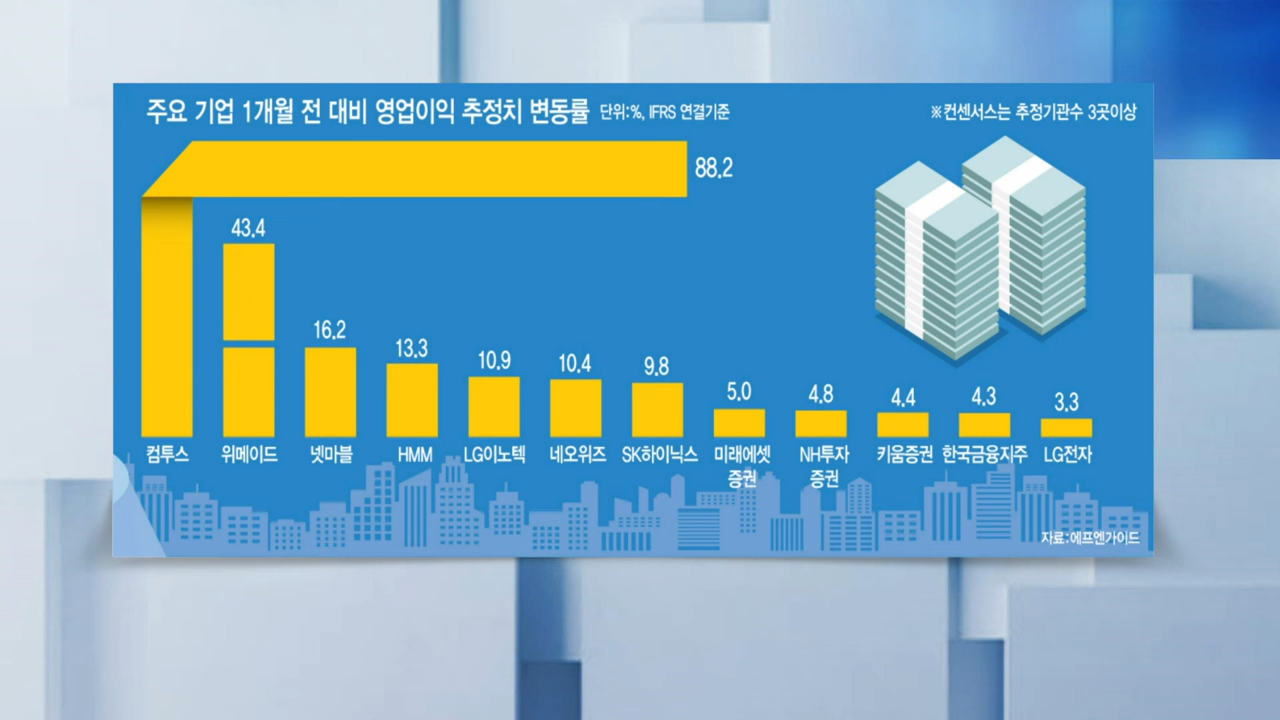 주요 기업 1개월 전 대비 영업이익 추정치 변동률 단위:%, IFRS 연결기준
※컨센서스는 추정기관수 3곳이상
88.2
43.4
16.2
13.3
10.9
10.4
9.8
5.0
4.8
4.4
4.3
3.3
컴투스
위메이드
넷마블
HMM
LG이노텍
네오위즈
SK하이닉스
미래에셋
증권
NH투자
증권
키움증권
한국금융지주
LG전자
자료:에프엔가이드